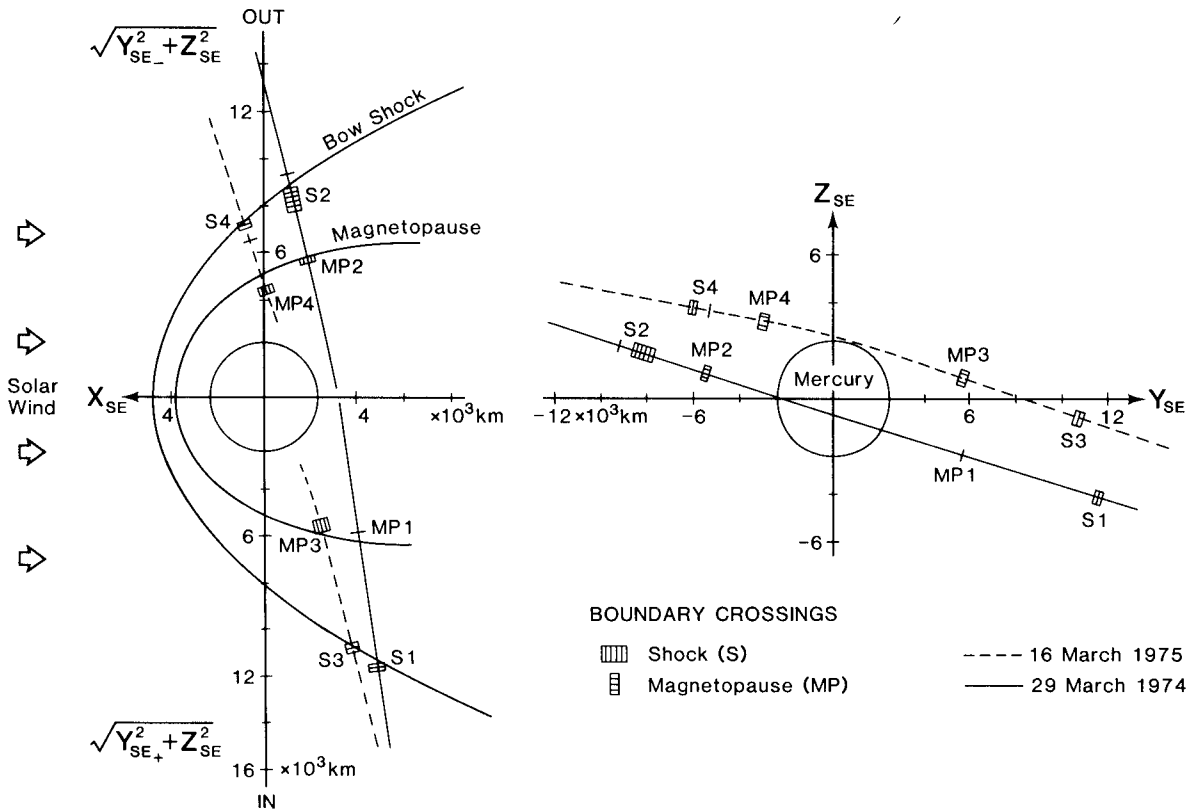 OUT
√Y²SE₋ + Z²SE
12
Bow Shock
S2
S4
Magnetopause
6
MP2
MP4
Solar
Wind
XSE
4
4
×10³km
MP1
6
MP3
S3
S1
12
√Y²SE₊ + Z²SE
16 ×10³km
IN
ZSE
6
S4
MP4
S2
MP2
MP3
Mercury
-12×10³km
-6
6
12
YSE
S3
MP1
S1
-6
BOUNDARY CROSSINGS
Shock (S)
Magnetopause (MP)
16 March 1975
29 March 1974